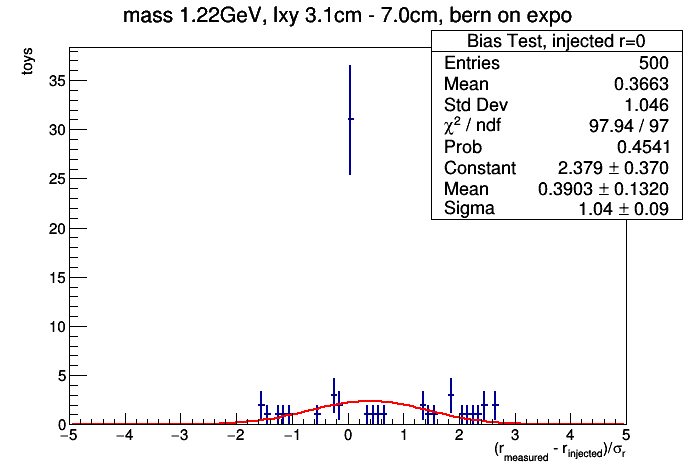 mass 1.22GeV, lxy 3.1cm - 7.0cm, bern on expo
toys
Bias Test, injected r=0
Entries 500
Mean 0.3663
Std Dev 1.046
χ² / ndf 97.94 / 97
Prob 0.4541
Constant 2.379 ± 0.370
Mean 0.3903 ± 0.1320
Sigma 1.04 ± 0.09
35
30
25
20
15
10
5
0
−5 −4 −3 −2 −1 0 1 2 3 4 5
(r_measured - r_injected)/σ_r